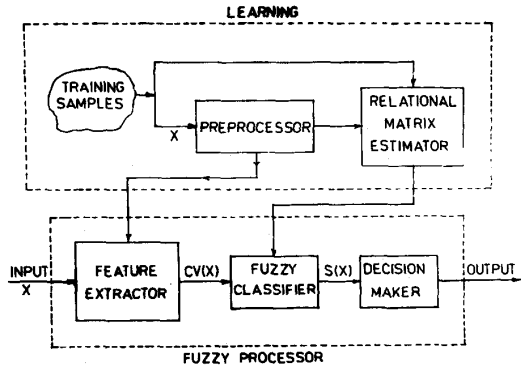 LEARNING
TRAINING
SAMPLES
X
PREPROCESSOR
RELATIONAL
MATRIX
ESTIMATOR
INPUT
X
FEATURE
EXTRACTOR
CV(X)
FUZZY
CLASSIFIER
S(X)
DECISION
MAKER
OUTPUT
FUZZY PROCESSOR